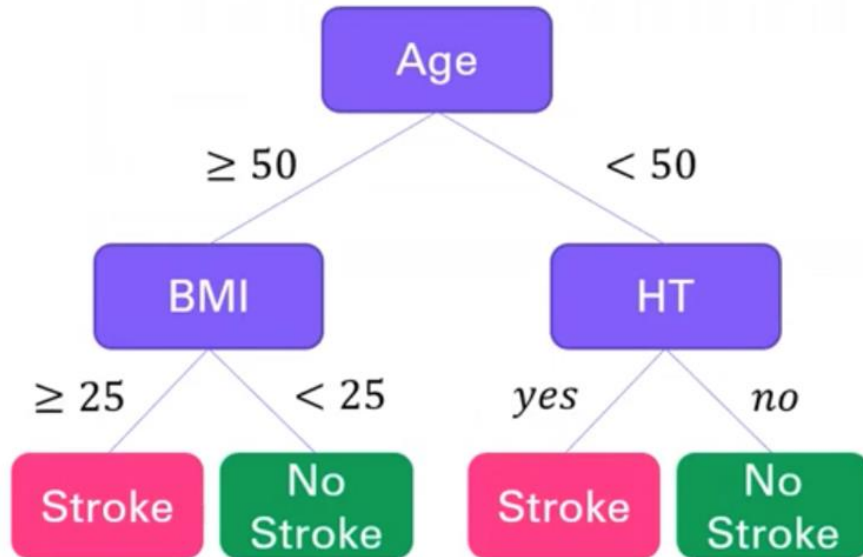 Age
≥ 50
< 50
BMI
HT
≥ 25
< 25
yes
no
Stroke
No
Stroke
Stroke
No
Stroke